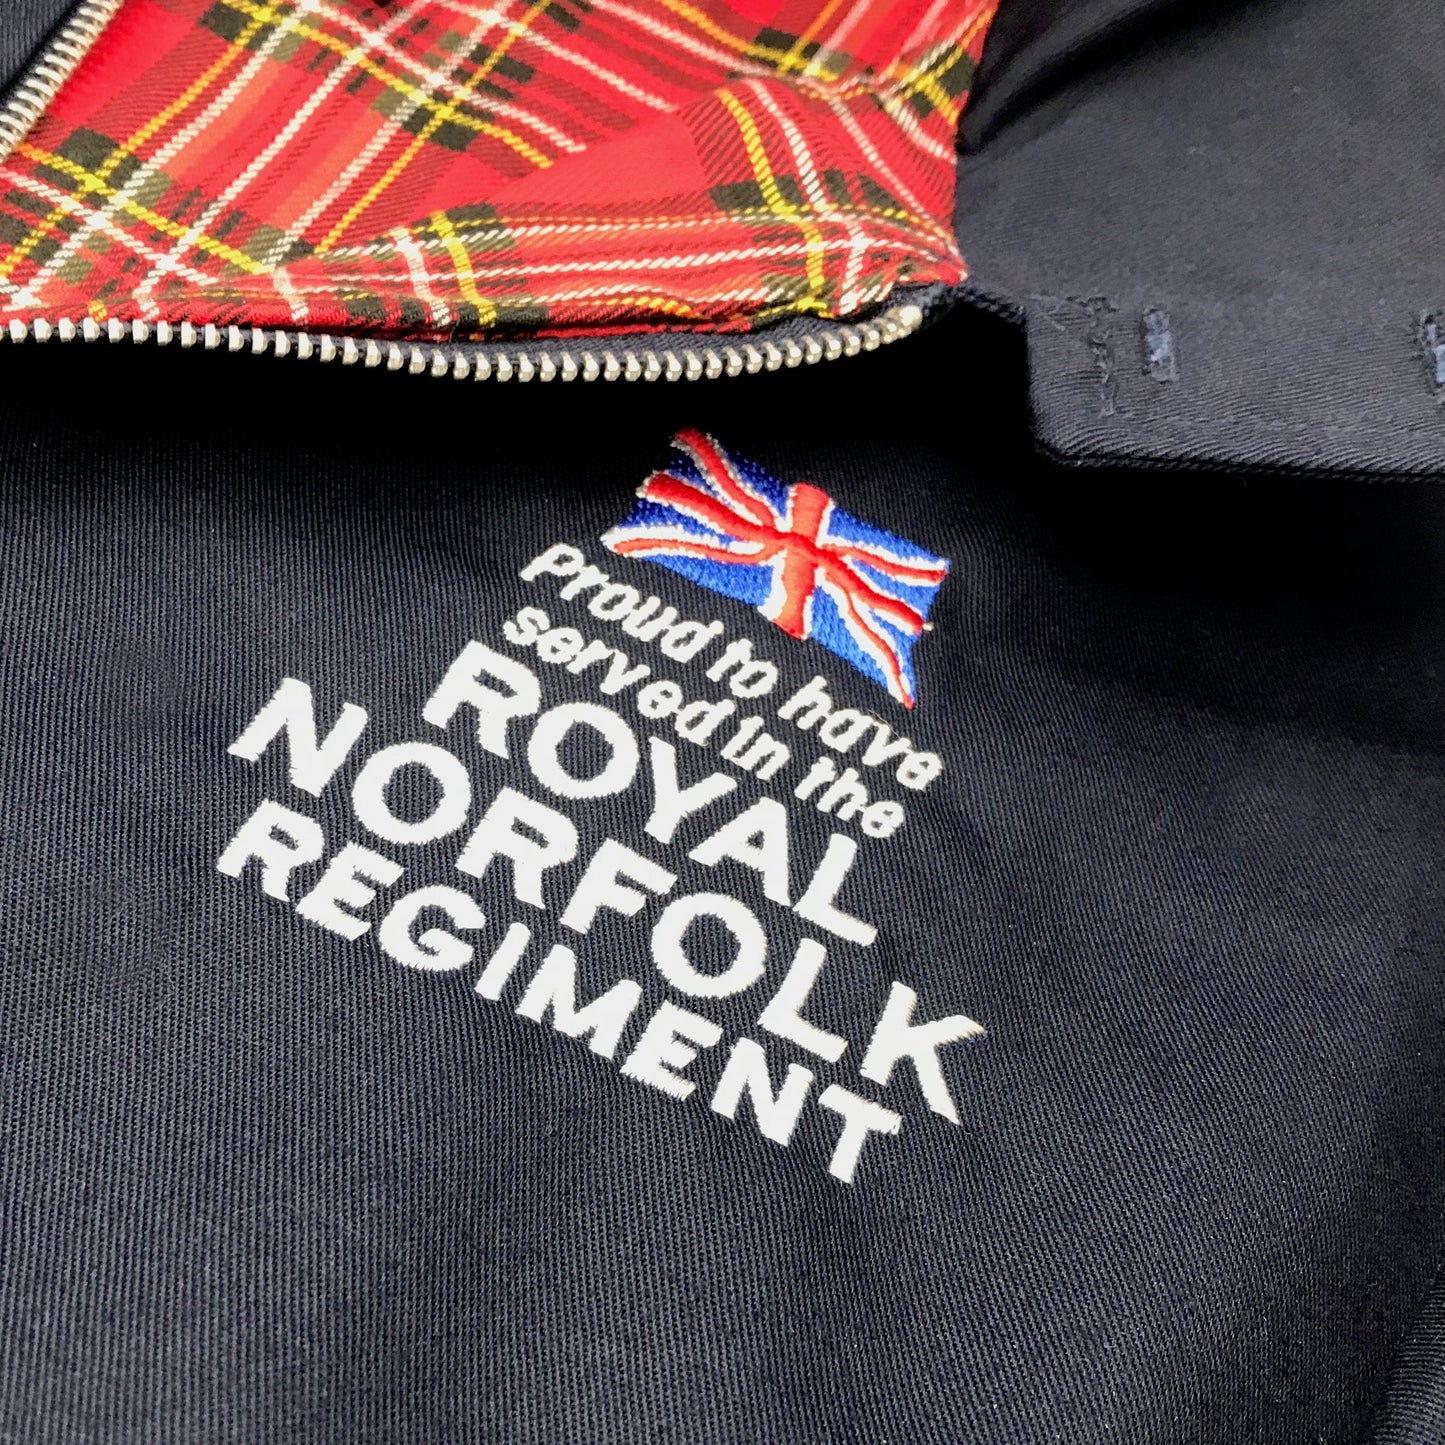 Proud to have
served in the
ROYAL
NORFOLK
REGIMENT